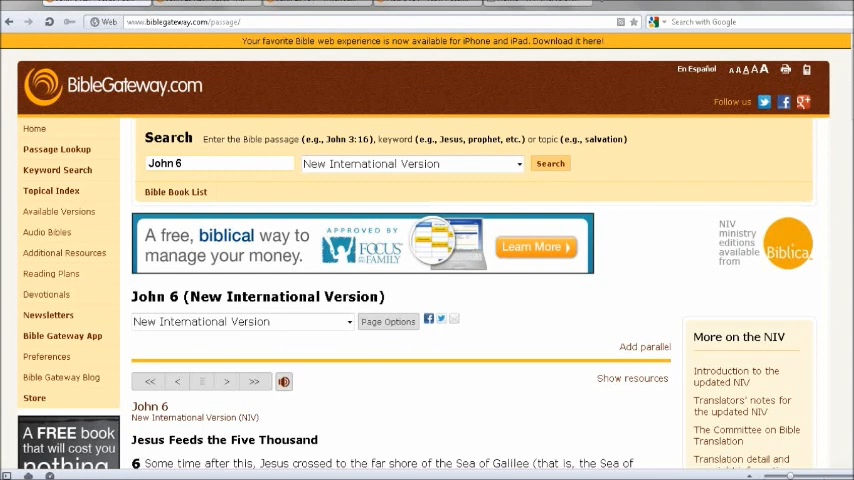 Web
www.biblegateway.com/passage/
Search with Google
Your favorite Bible web experience is now available for iPhone and iPad. Download it here!
BibleGateway.com
En Español
A A A A A
Follow us
Home
Passage Lookup
Keyword Search
Topical Index
Available Versions
Audio Bibles
Additional Resources
Reading Plans
Devotionals
Newsletters
Bible Gateway App
Preferences
Bible Gateway Blog
Store
A FREE book
that will cost you
nothing
Search Enter the Bible passage (e.g., John 3:16), keyword (e.g., Jesus, prophet, etc.) or topic (e.g., salvation)
John 6
New International Version
Search
Bible Book List
A free, biblical way to
manage your money.
APPROVED BY
FOCUS
ON THE
FAMILY
Learn More
NIV
ministry
editions
available
from
Biblica
John 6 (New International Version)
New International Version
Page Options
Add parallel
<< < > >>
Show resources
John 6
New International Version (NIV)
Jesus Feeds the Five Thousand
6 Some time after this, Jesus crossed to the far shore of the Sea of Galilee (that is, the Sea of
More on the NIV
Introduction to the
updated NIV
Translators' notes for
the updated NIV
The Committee on Bible
Translation
Translation detail and